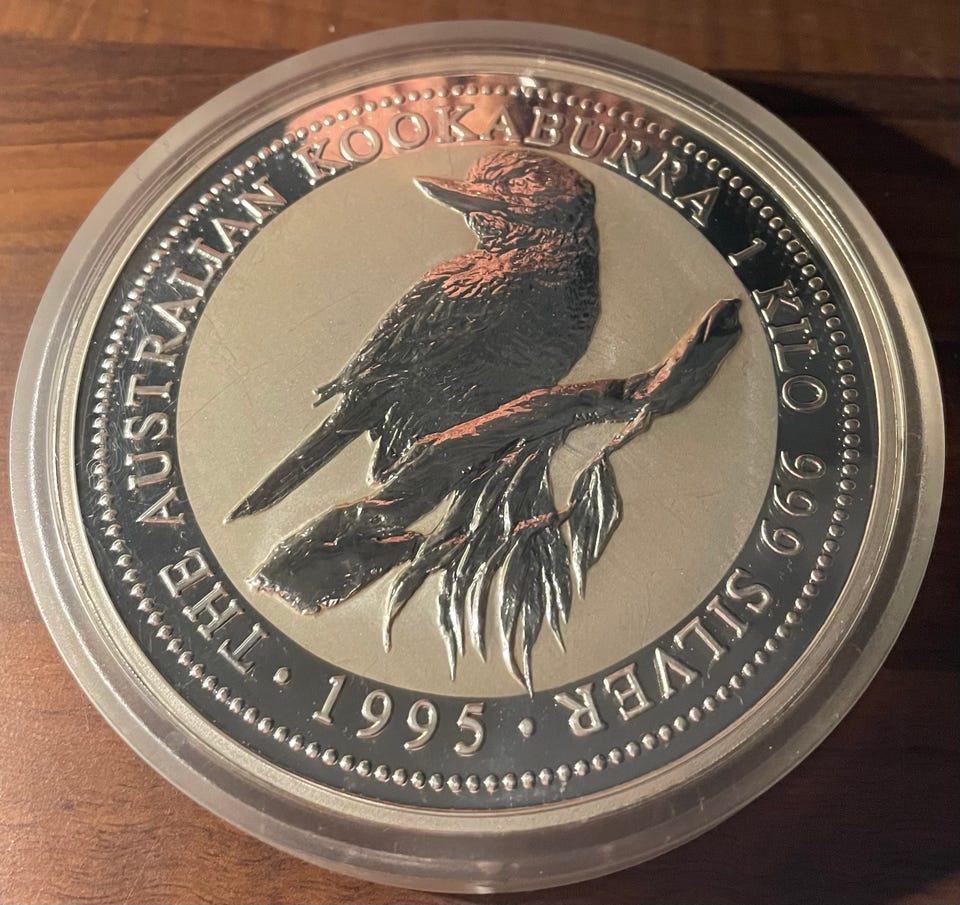 THE AUSTRALIAN KOOKABURRA 1 KILO 999 SILVER
· 1995 ·